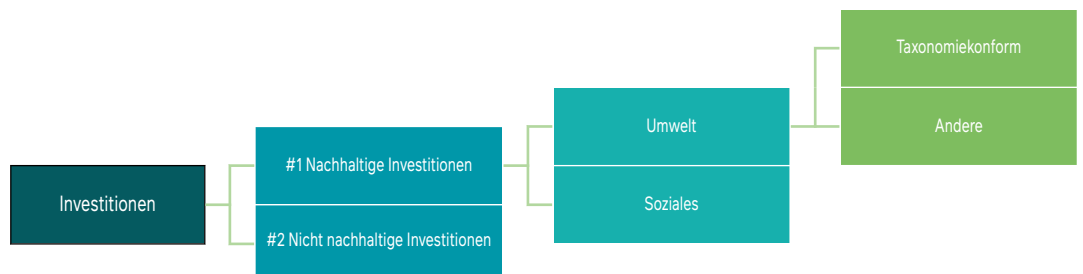 Investitionen
#1 Nachhaltige Investitionen
#2 Nicht nachhaltige Investitionen
Umwelt
Soziales
Taxonomiekonform
Andere